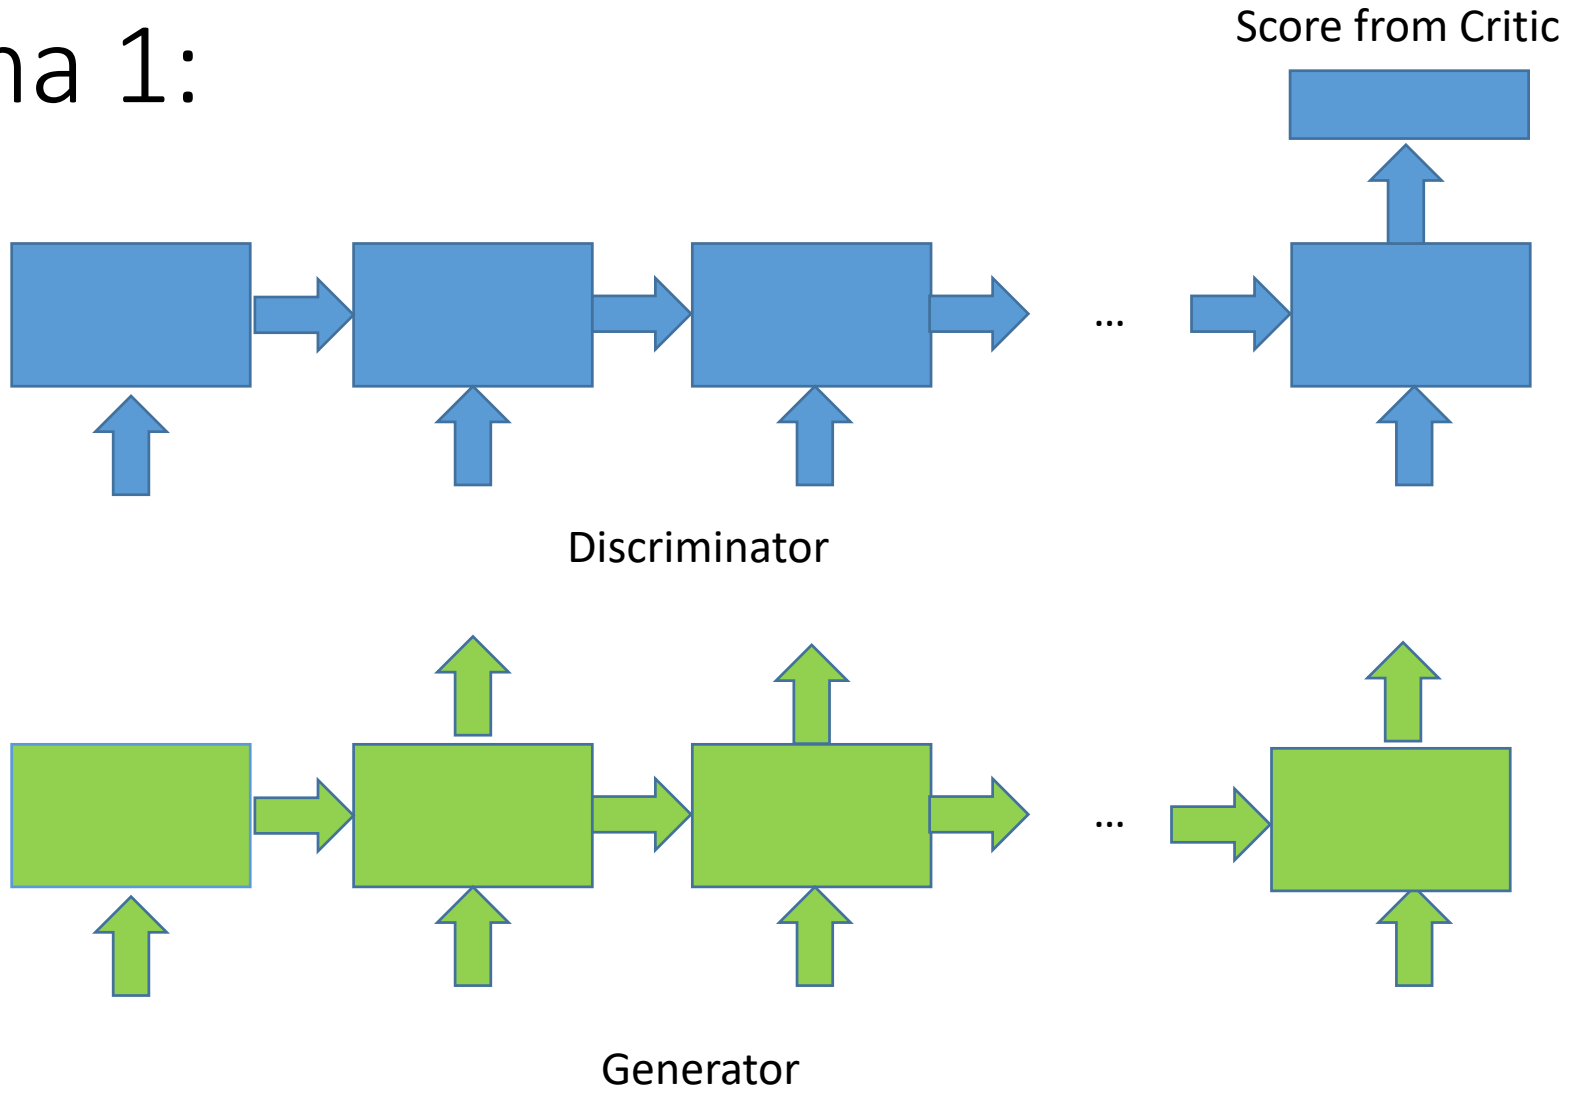 na 1:
Score from Critic
...
Discriminator
...
Generator